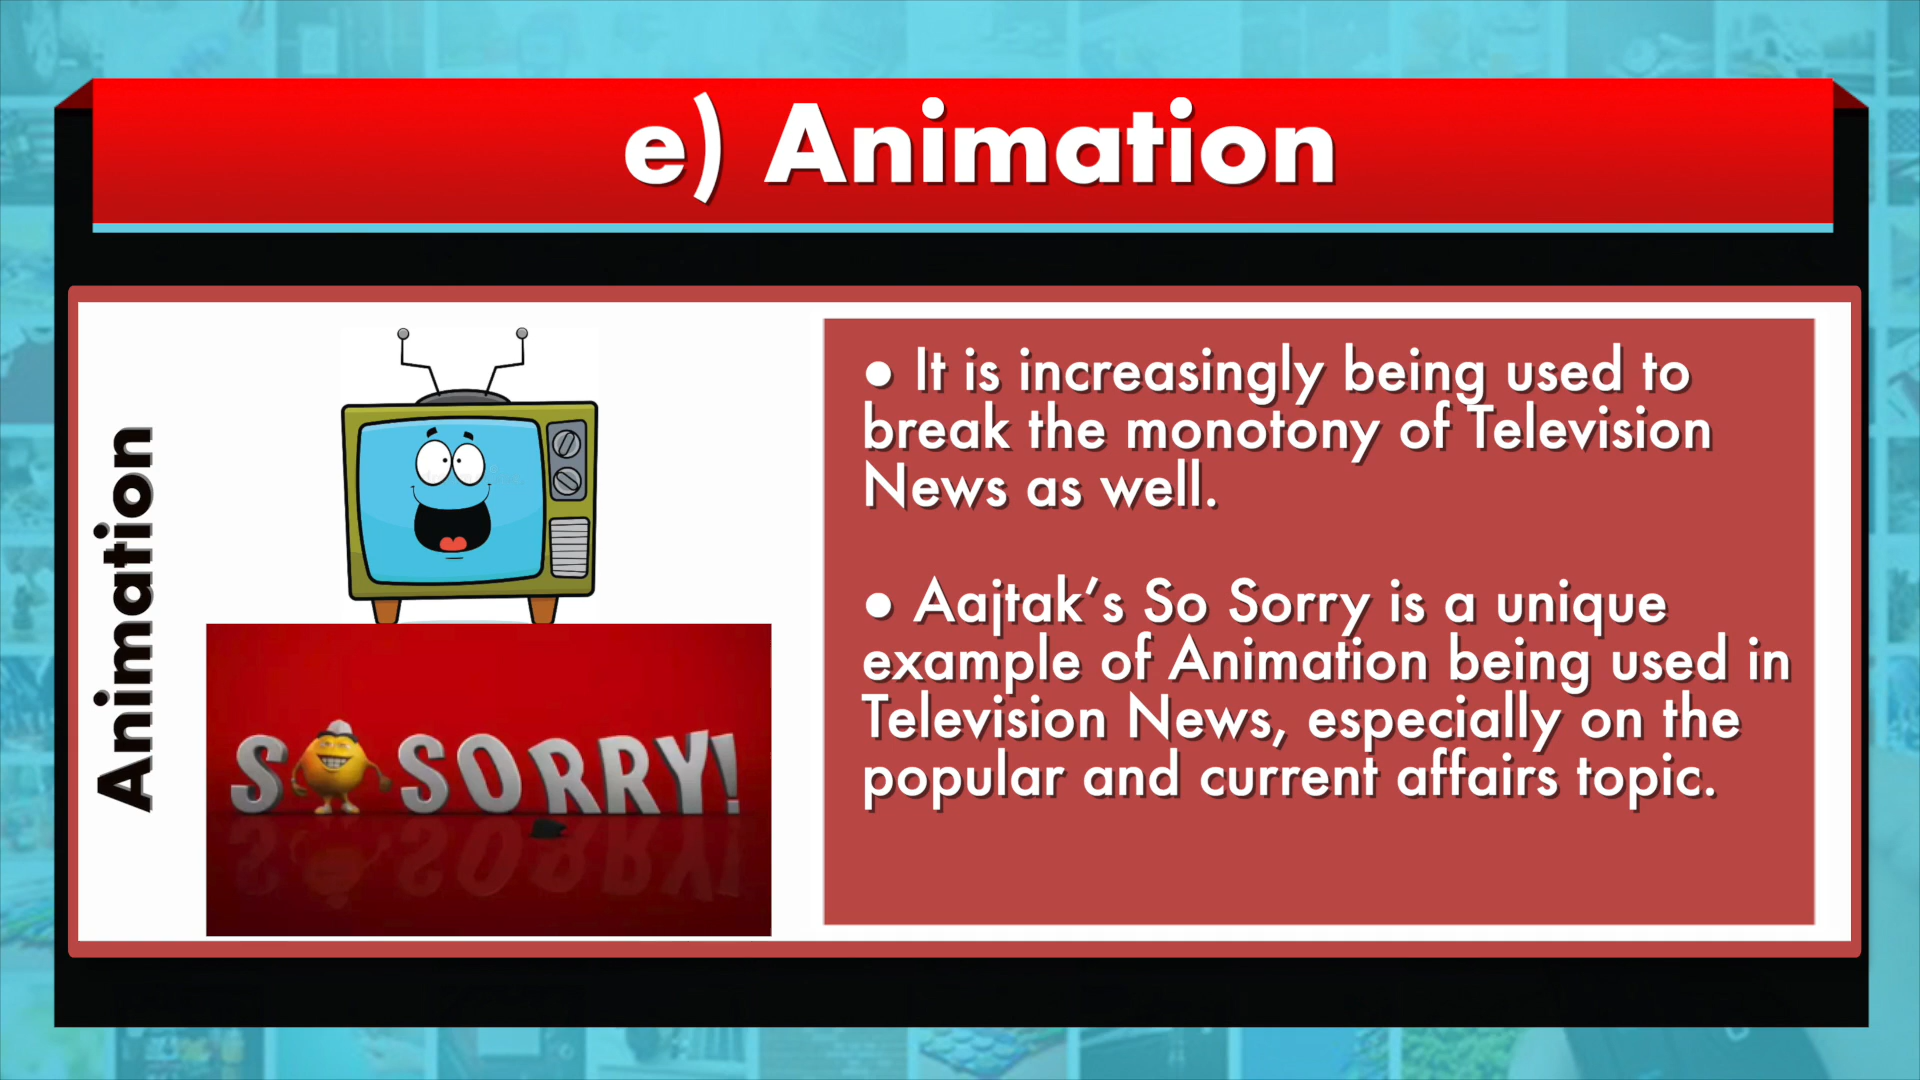 e) Animation
Animation
S SORRY!
● It is increasingly being used to
break the monotony of Television
News as well.
● Aajtak’s So Sorry is a unique
example of Animation being used in
Television News, especially on the
popular and current affairs topic.